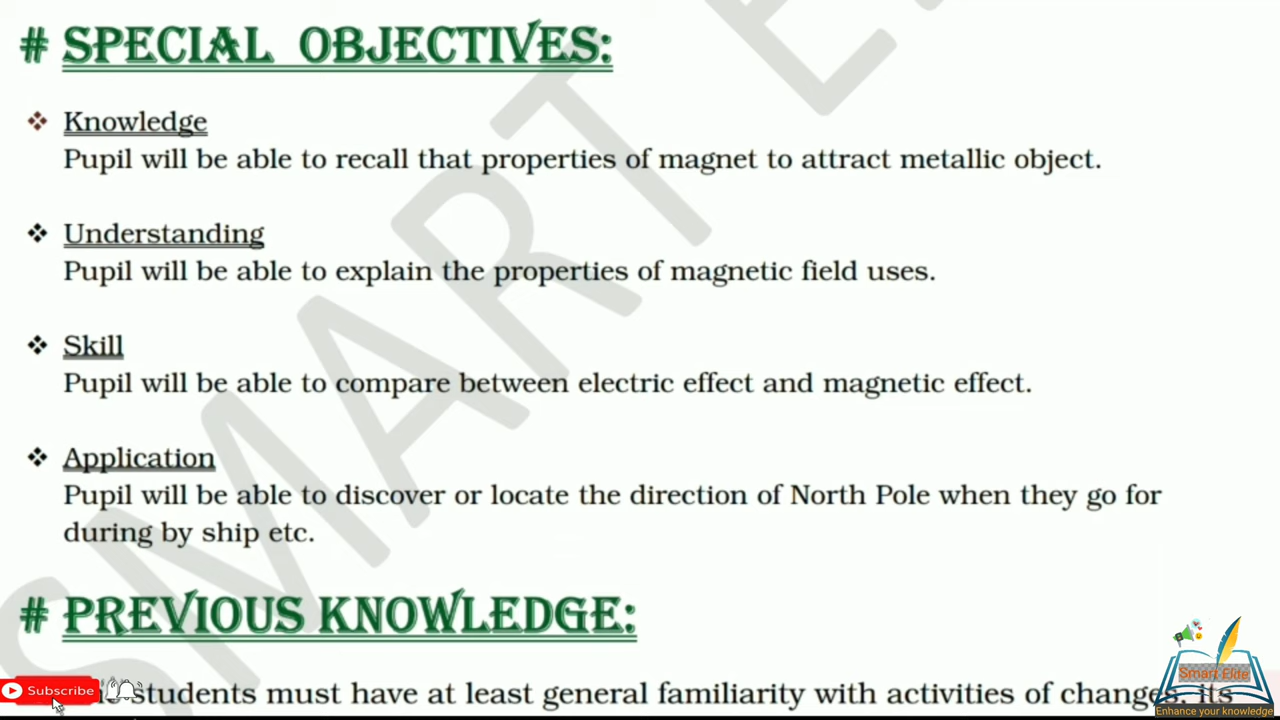 # SPECIAL OBJECTIVES:
❖ Knowledge
Pupil will be able to recall that properties of magnet to attract metallic object.
❖ Understanding
Pupil will be able to explain the properties of magnetic field uses.
❖ Skill
Pupil will be able to compare between electric effect and magnetic effect.
❖ Application
Pupil will be able to discover or locate the direction of North Pole when they go for
during by ship etc.
# PREVIOUS KNOWLEDGE:
students must have at least general familiarity with activities of changes, its
Subscribe
Smart Elite
Enhance your knowledge
SMART E